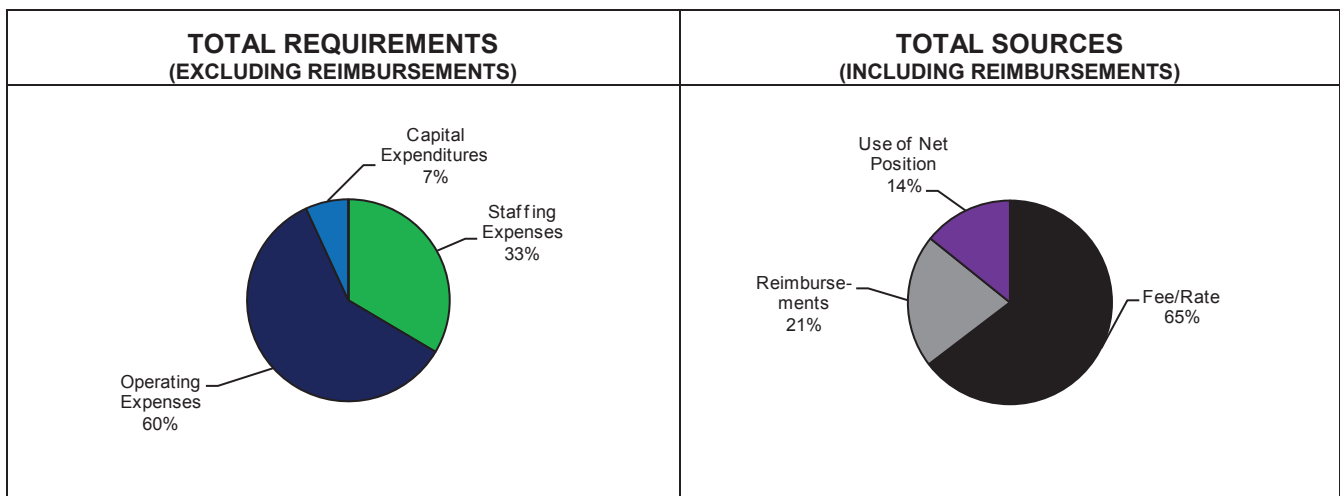 TOTAL REQUIREMENTS
(EXCLUDING REIMBURSEMENTS)
Capital
Expenditures
7%
Staffing
Expenses
33%
Operating
Expenses
60%
TOTAL SOURCES
(INCLUDING REIMBURSEMENTS)
Use of Net
Position
14%
Reimburse-
ments
21%
Fee/Rate
65%